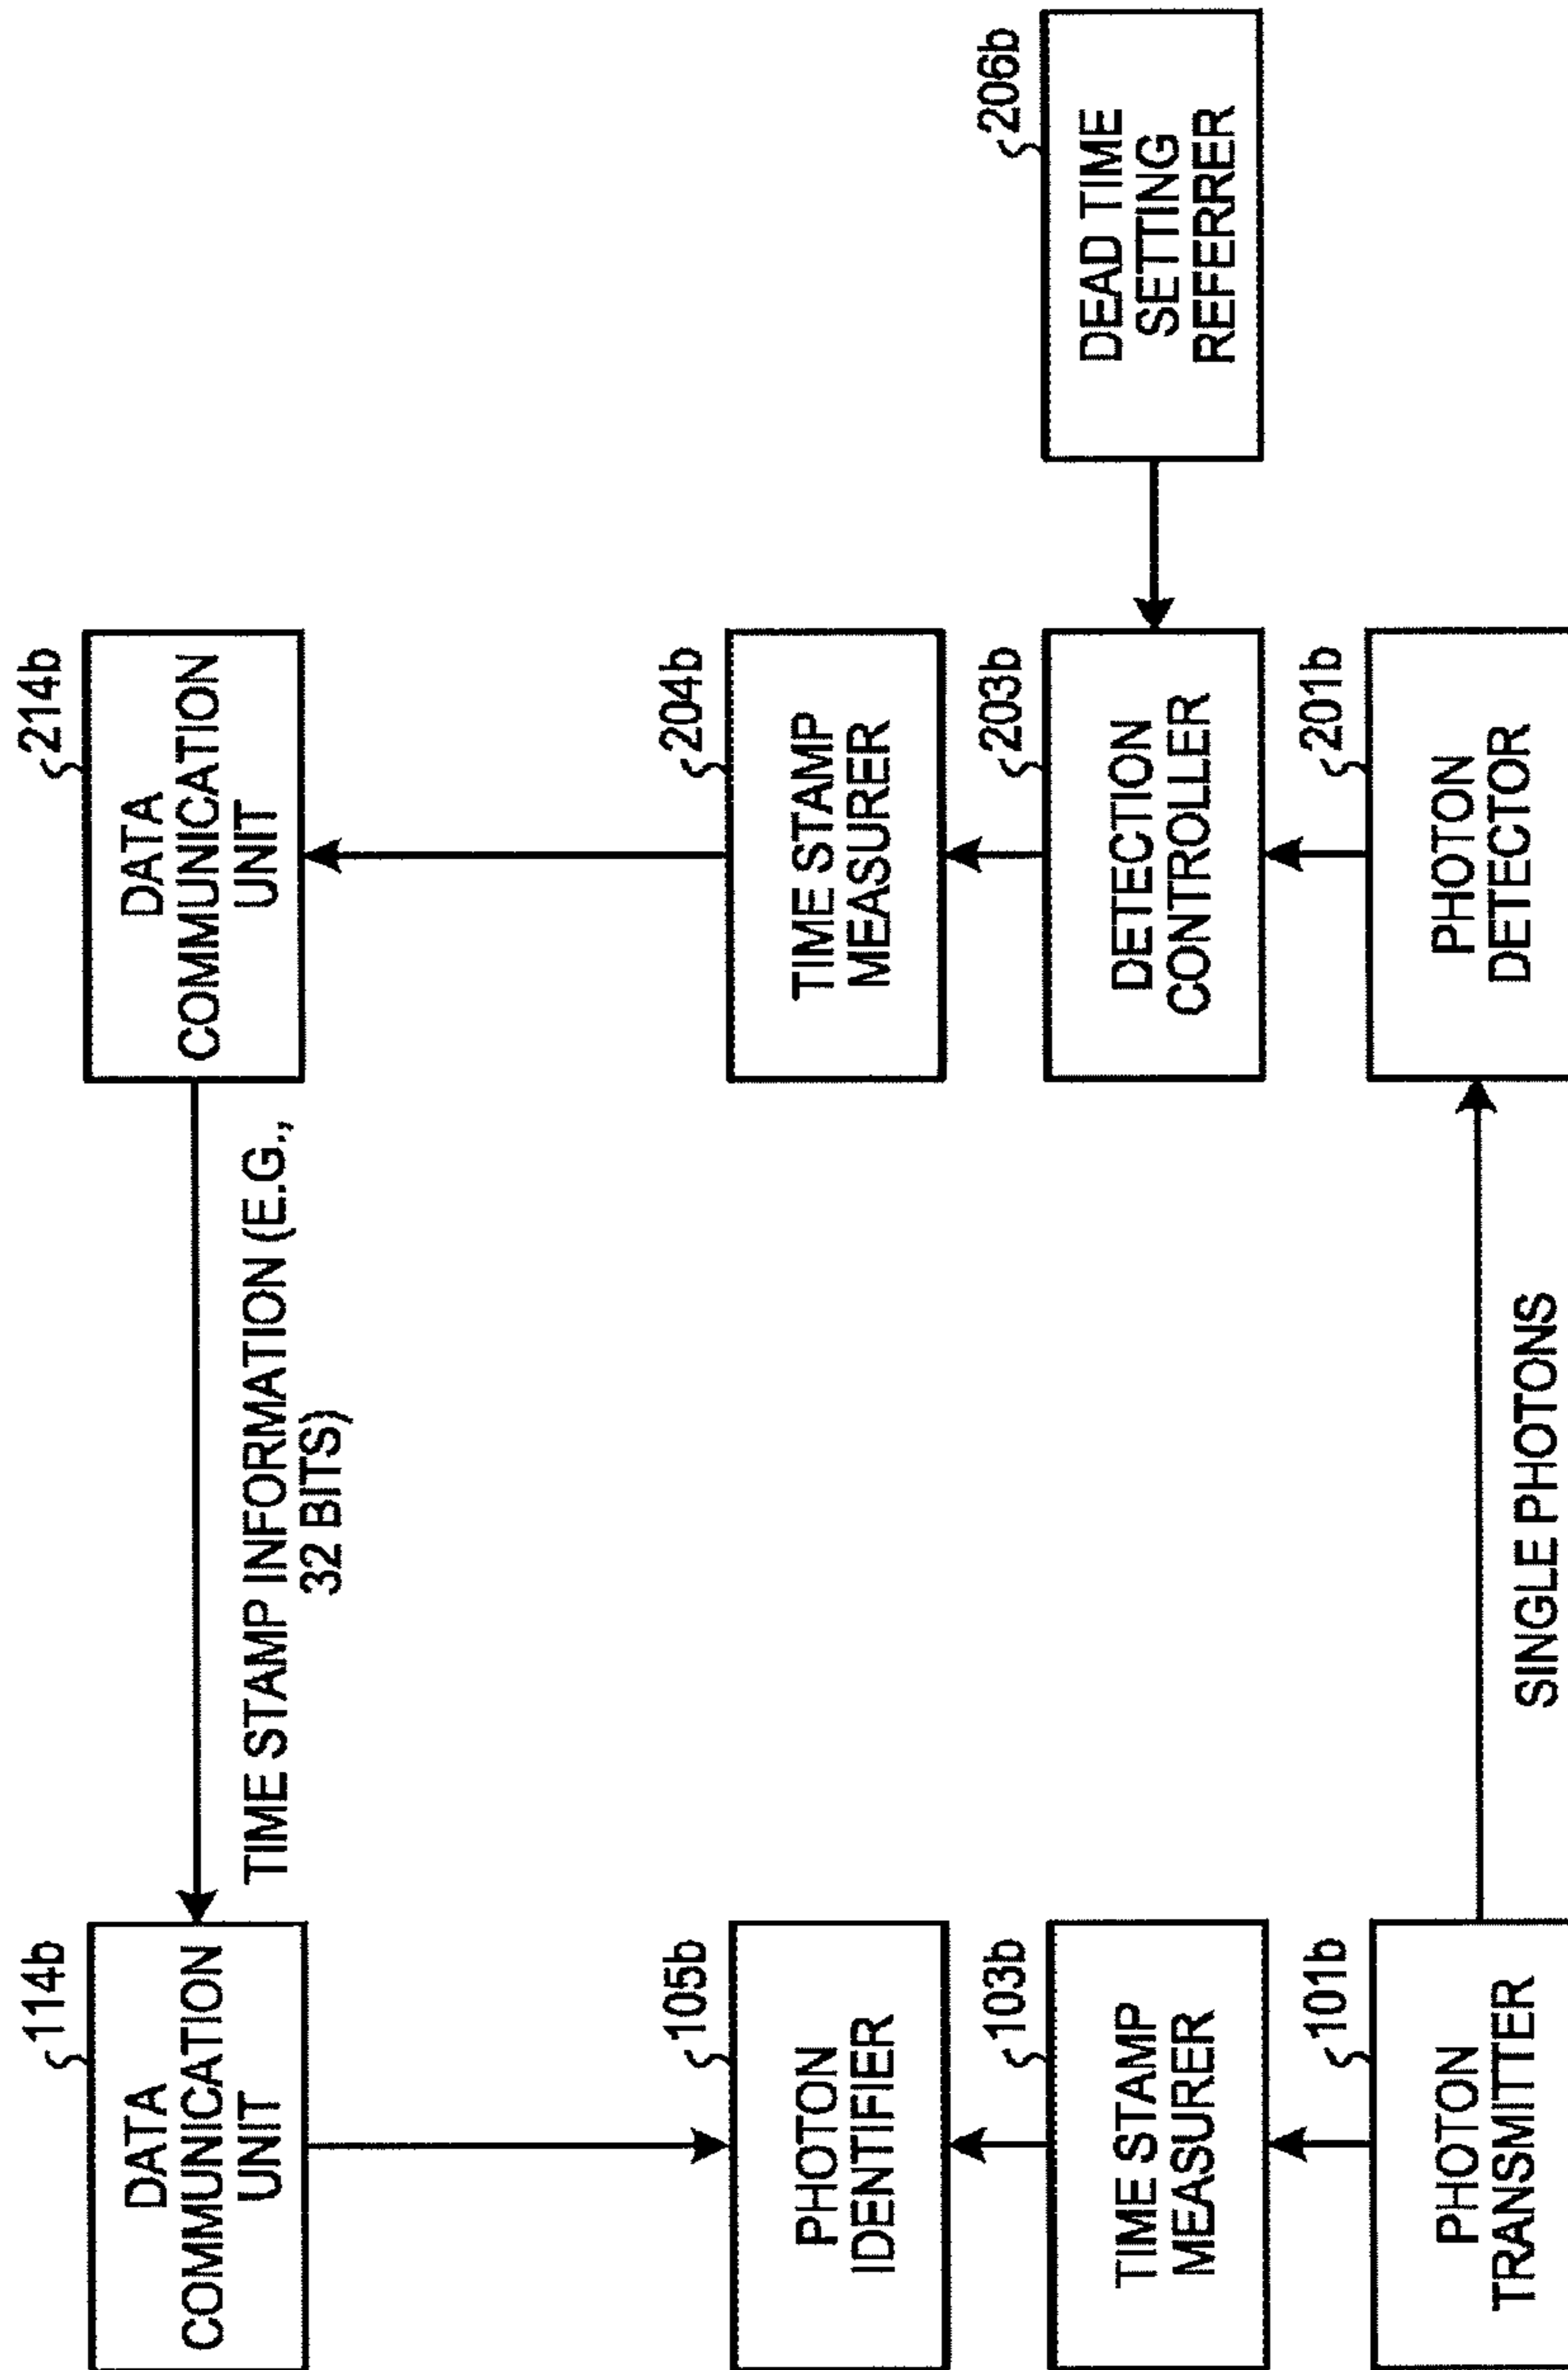 114b
DATA
COMMUNICATION
UNIT
TIME STAMP INFORMATION (E.G.,
32 BITS)
214b
DATA
COMMUNICATION
UNIT
105b
PHOTON
IDENTIFIER
204b
TIME STAMP
MEASURER
103b
TIME STAMP
MEASURER
203b
DETECTION
CONTROLLER
206b
DEAD TIME
SETTING
REFERRER
101b
PHOTON
TRANSMITTER
SINGLE PHOTONS
201b
PHOTON
DETECTOR